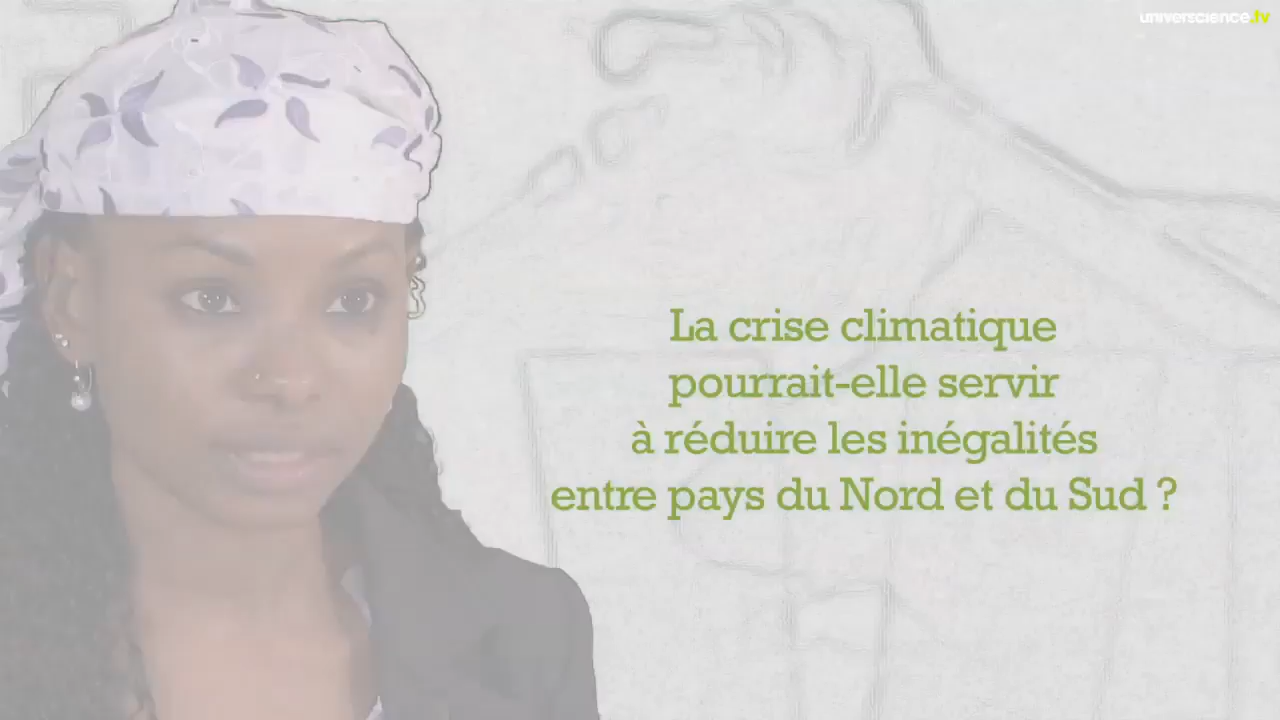 universcience.tv
La crise climatique
pourrait-elle servir
à réduire les inégalités
entre pays du Nord et du Sud ?